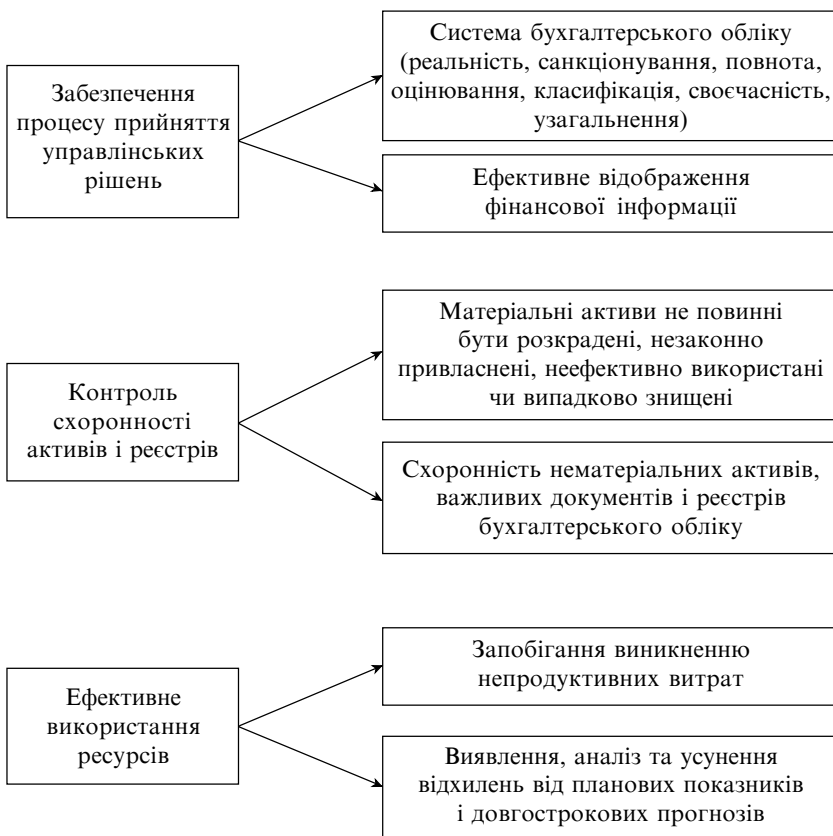 Забезпечення
процесу прийняття
управлінських
рішень
Система бухгалтерського обліку
(реальність, санкціонування, повнота,
оцінювання, класифікація, своєчасність,
узагальнення)
Ефективне відображення
фінансової інформації
Контроль
схоронності
активів і реєстрів
Матеріальні активи не повинні
бути розкрадені, незаконно
привласнені, неефективно використані
чи випадково знищені
Схоронність нематеріальних активів,
важливих документів і реєстрів
бухгалтерського обліку
Ефективне
використання
ресурсів
Запобігання виникненню
непродуктивних витрат
Виявлення, аналіз та усунення
відхилень від планових показників
і довгострокових прогнозів